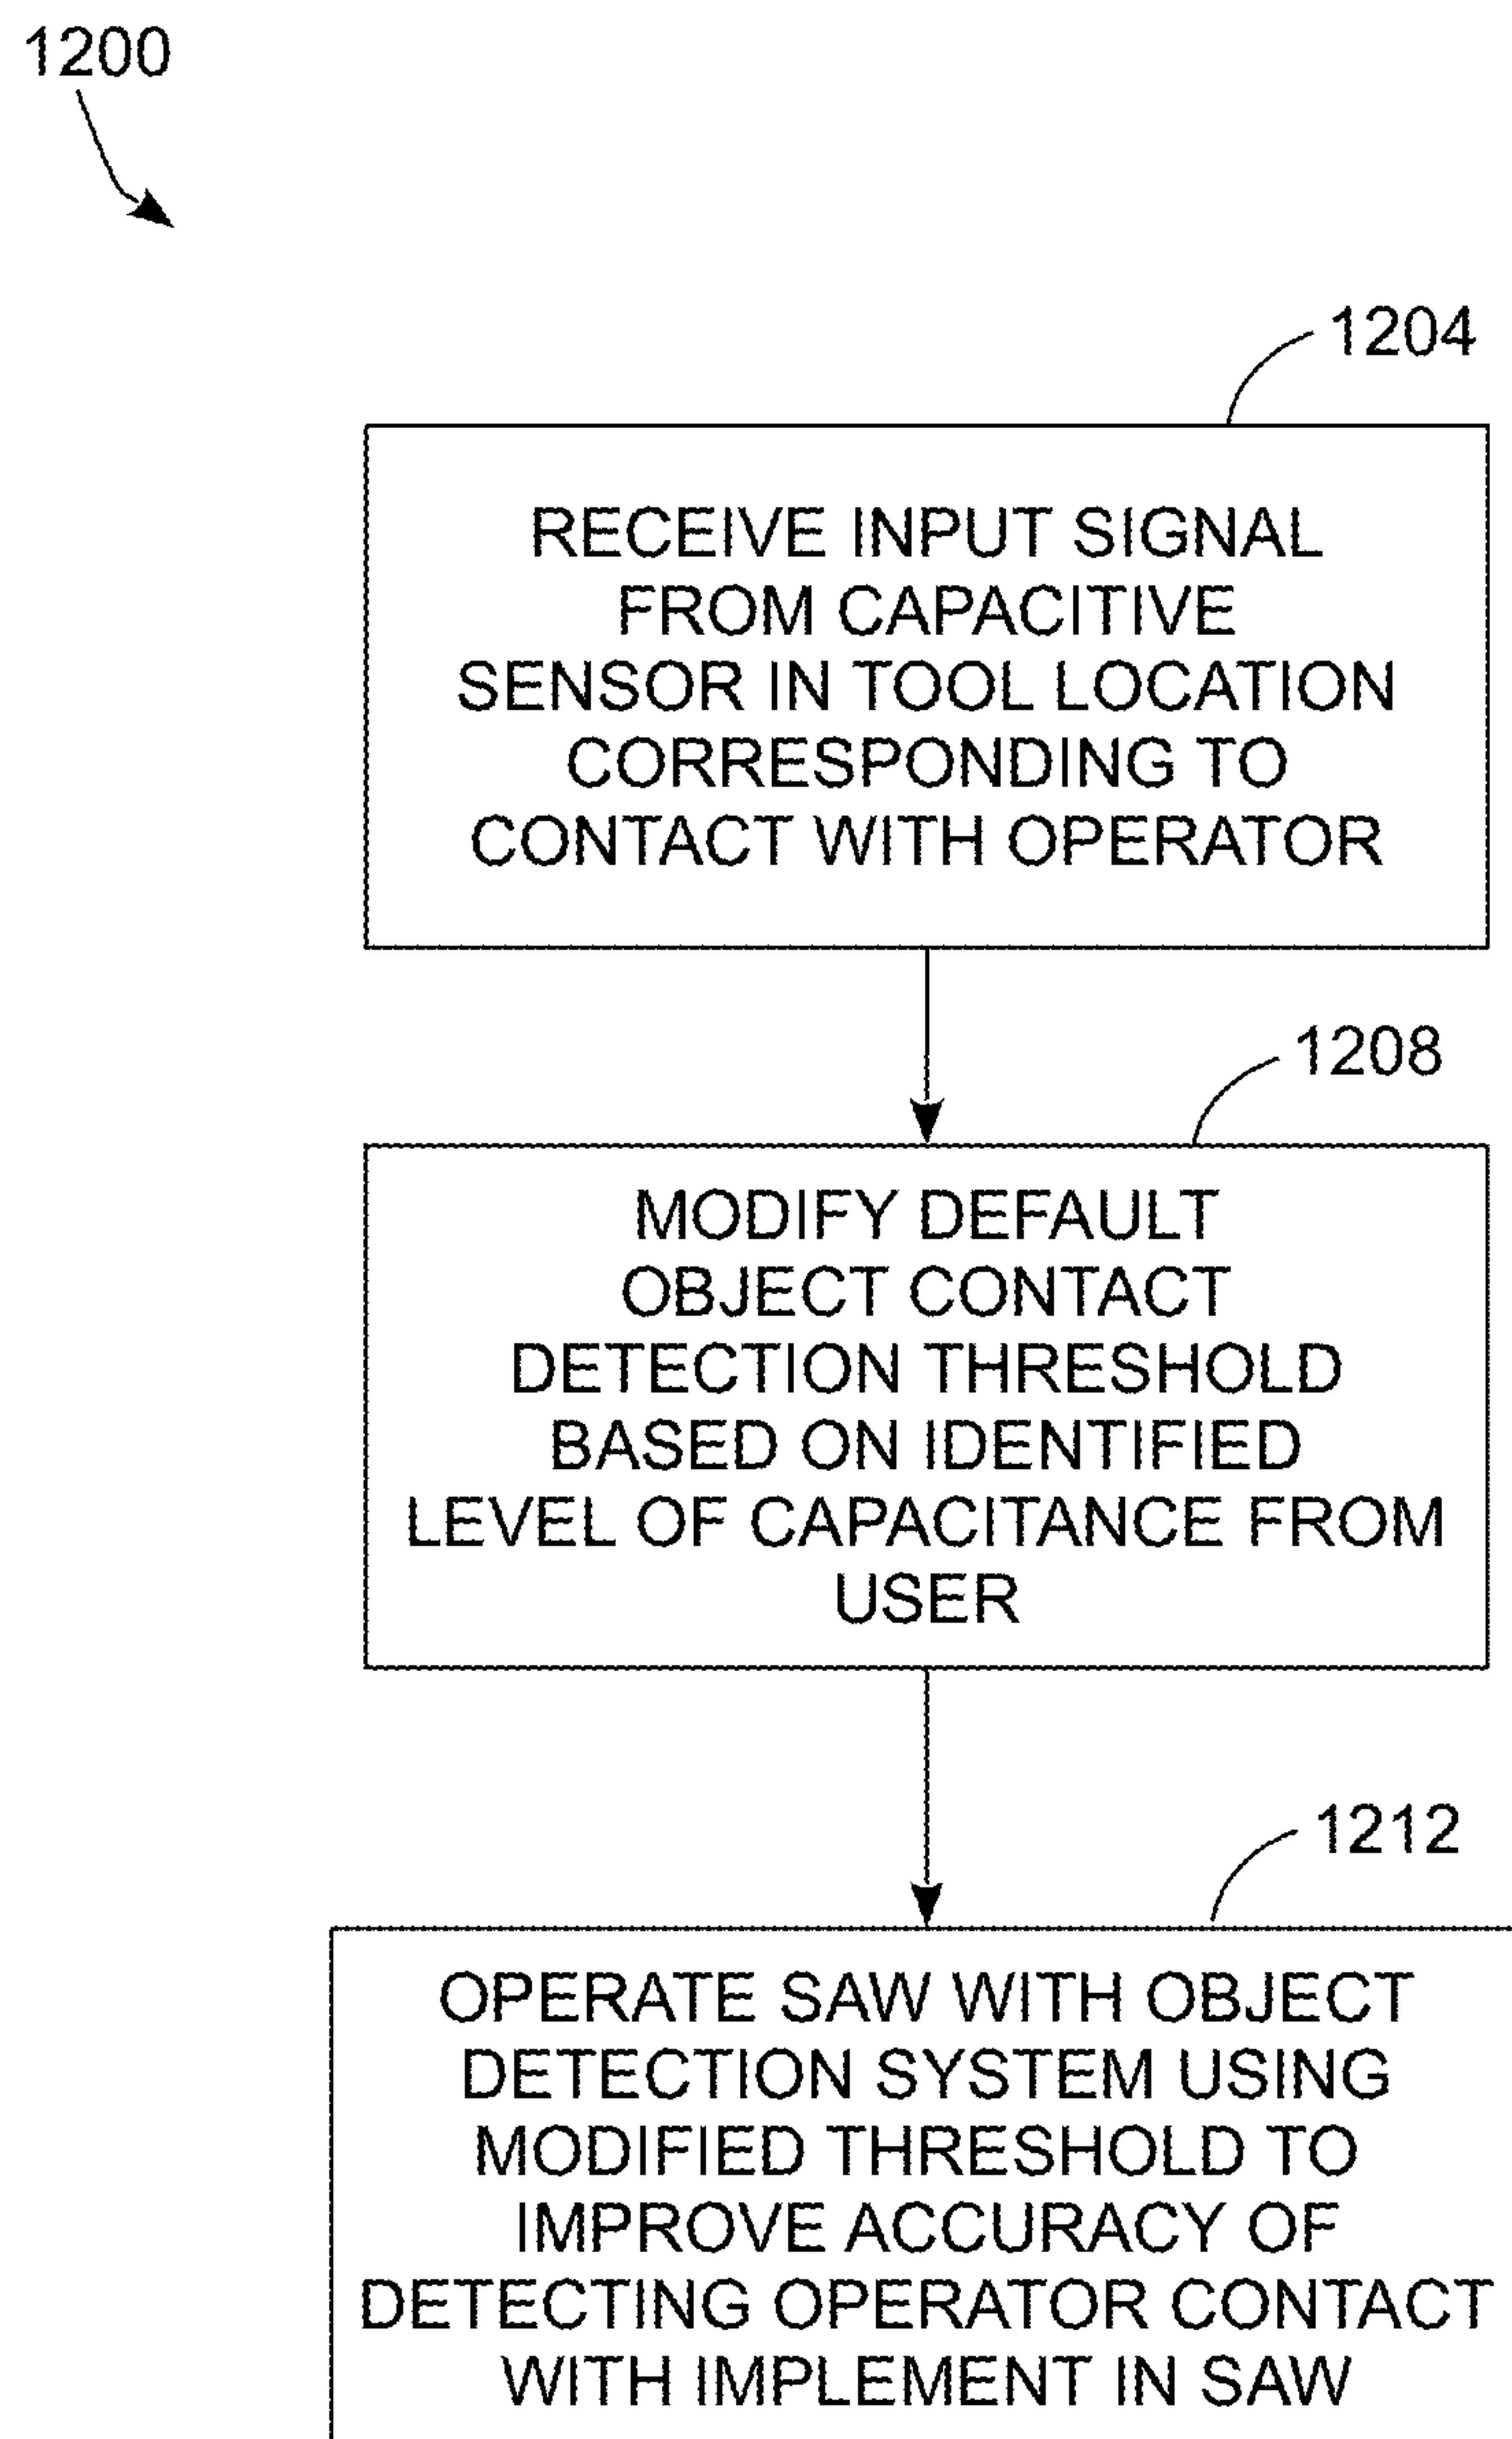 1200
1204
RECEIVE INPUT SIGNAL
FROM CAPACITIVE
SENSOR IN TOOL LOCATION
CORRESPONDING TO
CONTACT WITH OPERATOR
1208
MODIFY DEFAULT
OBJECT CONTACT
DETECTION THRESHOLD
BASED ON IDENTIFIED
LEVEL OF CAPACITANCE FROM
USER
1212
OPERATE SAW WITH OBJECT
DETECTION SYSTEM USING
MODIFIED THRESHOLD TO
IMPROVE ACCURACY OF
DETECTING OPERATOR CONTACT
WITH IMPLEMENT IN SAW